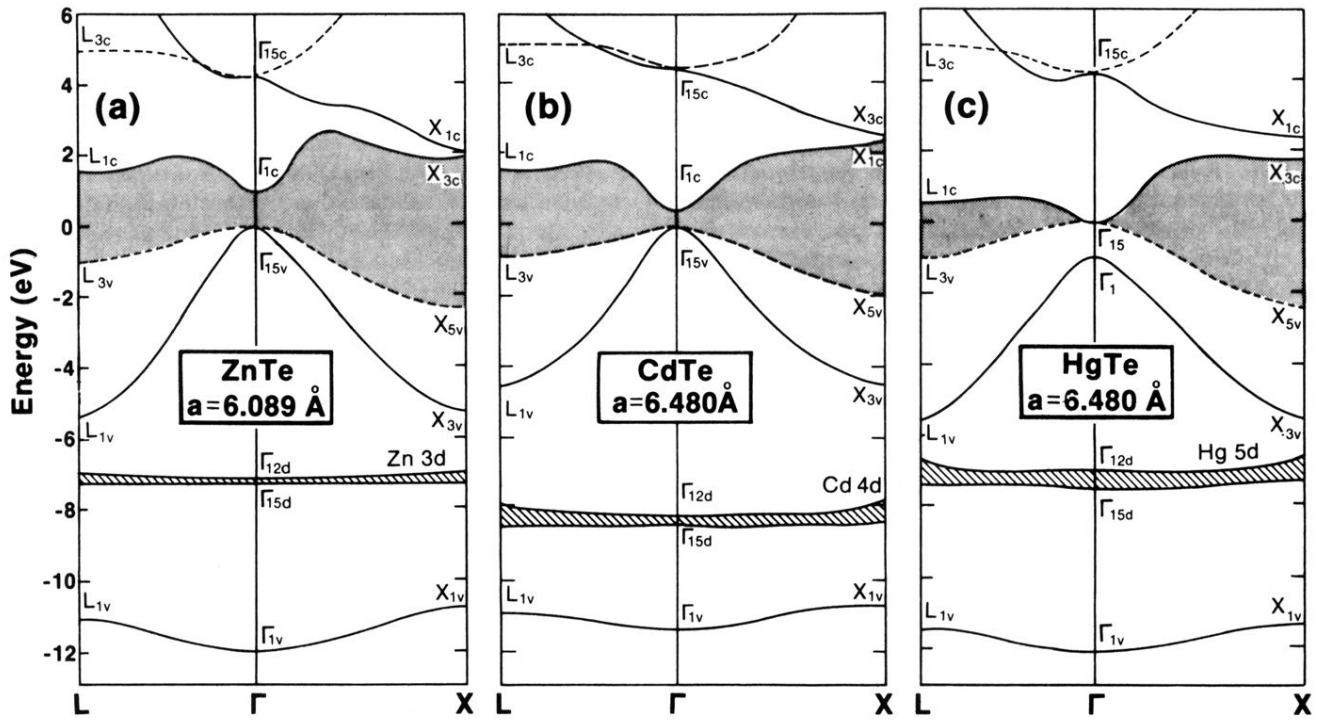 Energy (eV)
6
4
2
0
-2
-4
-6
-8
-10
-12
(a)
L3c
Γ15c
X1c
L1c
Γ1c
X3c
L3v
Γ15v
X5v
ZnTe
a=6.089 Å
L1v
X3v
Γ12d
Zn 3d
Γ15d
L1v
Γ1v
X1v
L
Γ
X
(b)
L3c
Γ15c
X3c
L1c
Γ1c
X1c
L3v
Γ15v
X5v
CdTe
a=6.480Å
L1v
X3v
Γ12d
Cd 4d
Γ15d
L1v
Γ1v
X1v
L
Γ
X
(c)
L3c
Γ15c
X1c
L1c
X3c
Γ15
L3v
Γ1
X5v
HgTe
a=6.480 Å
L1v
X3v
Γ12d
Hg 5d
Γ15d
L1v
Γ1v
X1v
L
Γ
X